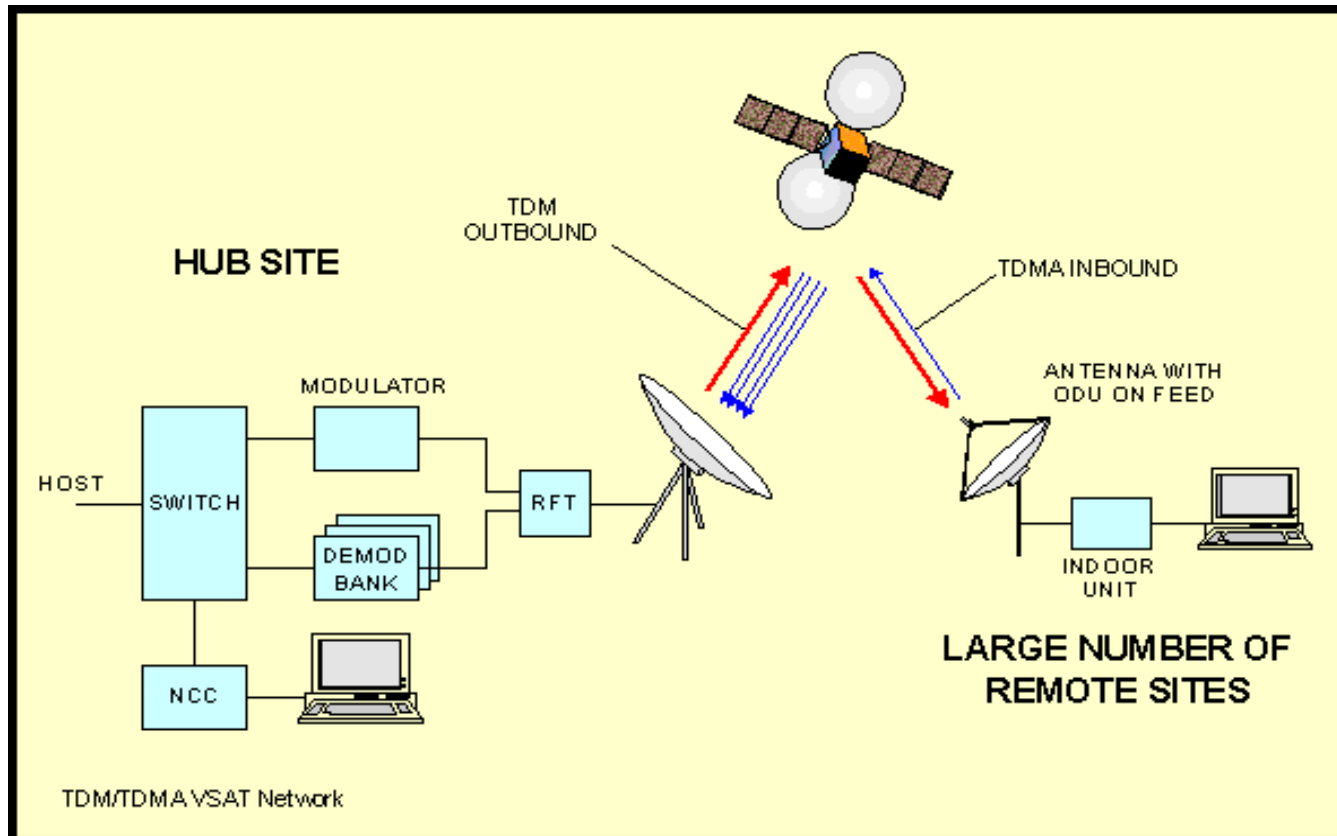 TDM
OUTBOUND
HUB SITE
TDMA INBOUND
MODULATOR
ANTENNA WITH
ODU ON FEED
HOST
SWITCH
RFT
DEMOD
BANK
INDOOR
UNIT
LARGE NUMBER OF
REMOTE SITES
NCC
TDM/TDMA VSAT Network